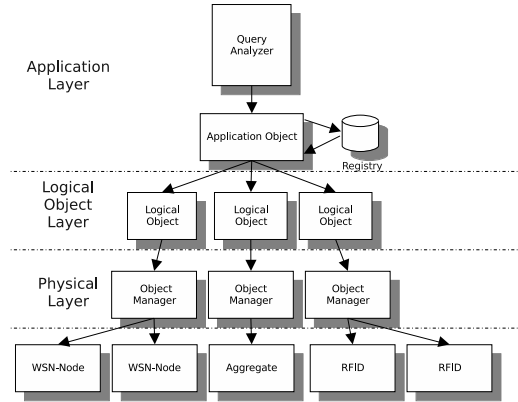 Query
Analyzer
Application
Layer
Application Object
Registry
Logical
Object
Layer
Logical
Object
Logical
Object
Logical
Object
Physical
Layer
Object
Manager
Object
Manager
Object
Manager
WSN-Node
WSN-Node
Aggregate
RFID
RFID